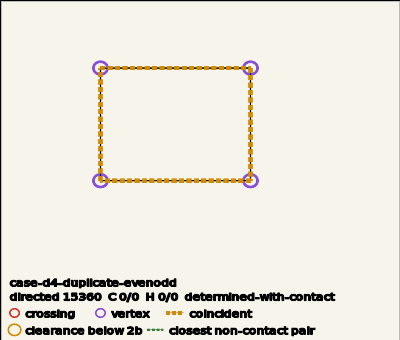 case-d4-duplicate-evenodd
directed 15360 C 0/0 H 0/0 determined-with-contact
crossing vertex coincident
clearance below 2b closest non-contact pair